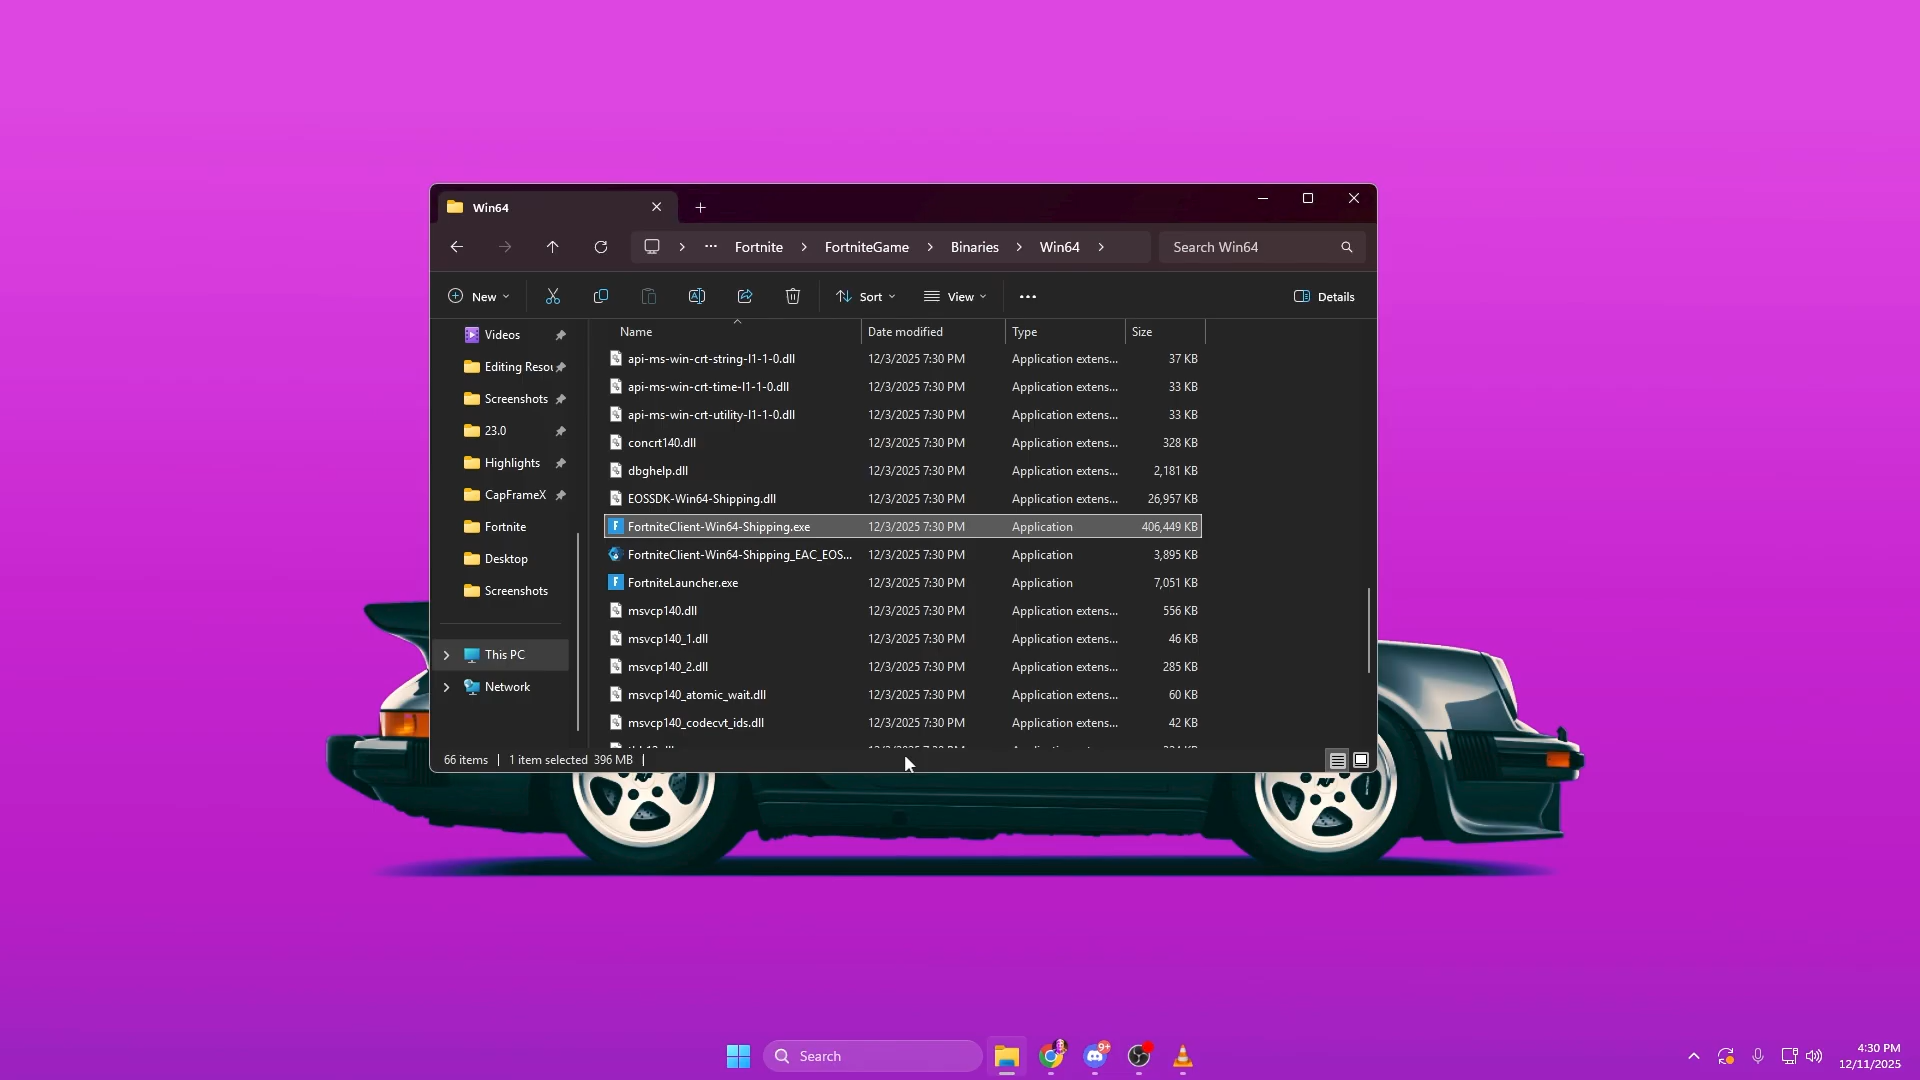 Win64
Fortnite FortniteGame Binaries Win64
Search Win64
New
Sort
View
Details
Videos
Editing Resou
Screenshots
23.0
Highlights
CapFrameX
Fortnite
Desktop
Screenshots
This PC
Network
Name Date modified Type Size
api-ms-win-crt-string-l1-1-0.dll 12/3/2025 7:30 PM Application extens... 37 KB
api-ms-win-crt-time-l1-1-0.dll 12/3/2025 7:30 PM Application extens... 33 KB
api-ms-win-crt-utility-l1-1-0.dll 12/3/2025 7:30 PM Application extens... 33 KB
concrt140.dll 12/3/2025 7:30 PM Application extens... 328 KB
dbghelp.dll 12/3/2025 7:30 PM Application extens... 2,181 KB
EOSSDK-Win64-Shipping.dll 12/3/2025 7:30 PM Application extens... 26,957 KB
FortniteClient-Win64-Shipping.exe 12/3/2025 7:30 PM Application 406,449 KB
FortniteClient-Win64-Shipping_EAC_EOS... 12/3/2025 7:30 PM Application 3,895 KB
FortniteLauncher.exe 12/3/2025 7:30 PM Application 7,051 KB
msvcp140.dll 12/3/2025 7:30 PM Application extens... 556 KB
msvcp140_1.dll 12/3/2025 7:30 PM Application extens... 46 KB
msvcp140_2.dll 12/3/2025 7:30 PM Application extens... 285 KB
msvcp140_atomic_wait.dll 12/3/2025 7:30 PM Application extens... 60 KB
msvcp140_codecvt_ids.dll 12/3/2025 7:30 PM Application extens... 42 KB
66 items 1 item selected 396 MB
Search
9+
4:30 PM
12/11/2025